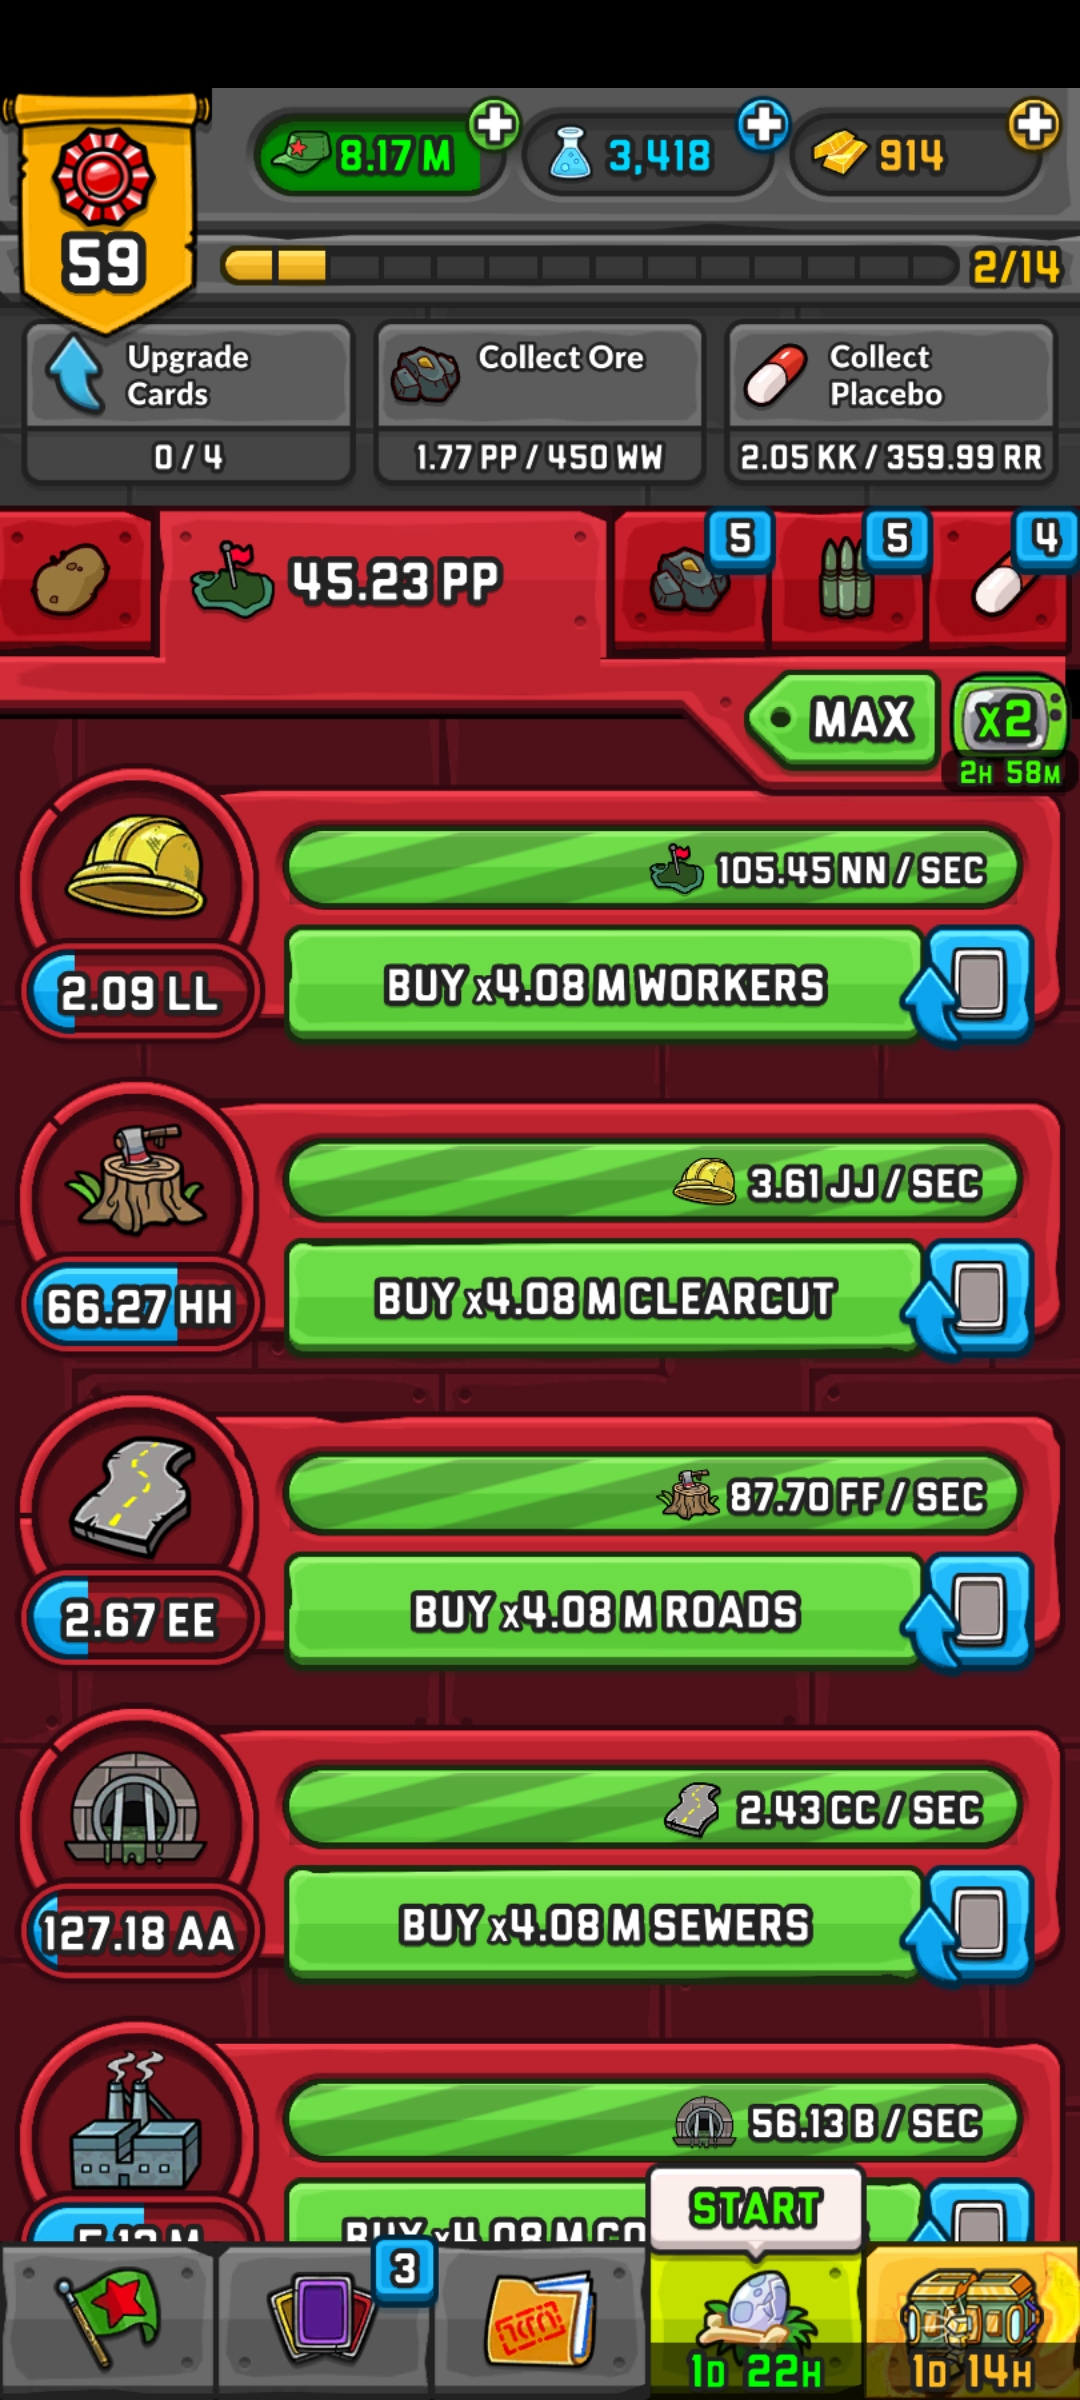 8.17 M
3,418
914
59
2/14
Upgrade
Cards
0 / 4
Collect Ore
1.77 PP / 450 WW
Collect
Placebo
2.05 KK / 359.99 RR
45.23 PP
5
5
4
MAX
x2
2H 58M
105.45 NN / SEC
2.09 LL
BUY x4.08 M WORKERS
3.61 JJ / SEC
66.27 HH
BUY x4.08 M CLEARCUT
87.70 FF / SEC
2.67 EE
BUY x4.08 M ROADS
2.43 CC / SEC
127.18 AA
BUY x4.08 M SEWERS
56.13 B / SEC
BUY x4.08 M
START
3
1D 22H
1D 14H